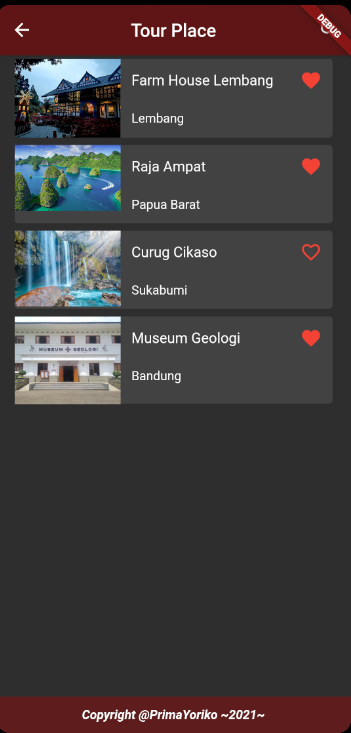 Tour Place
DEBUG
Farm House Lembang
Lembang
Raja Ampat
Papua Barat
Curug Cikaso
Sukabumi
MUSEUM GEOLOGI
Museum Geologi
Bandung
Copyright @PrimaYoriko ~2021~